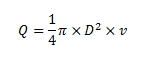 Q = 1/4 π × D² × v